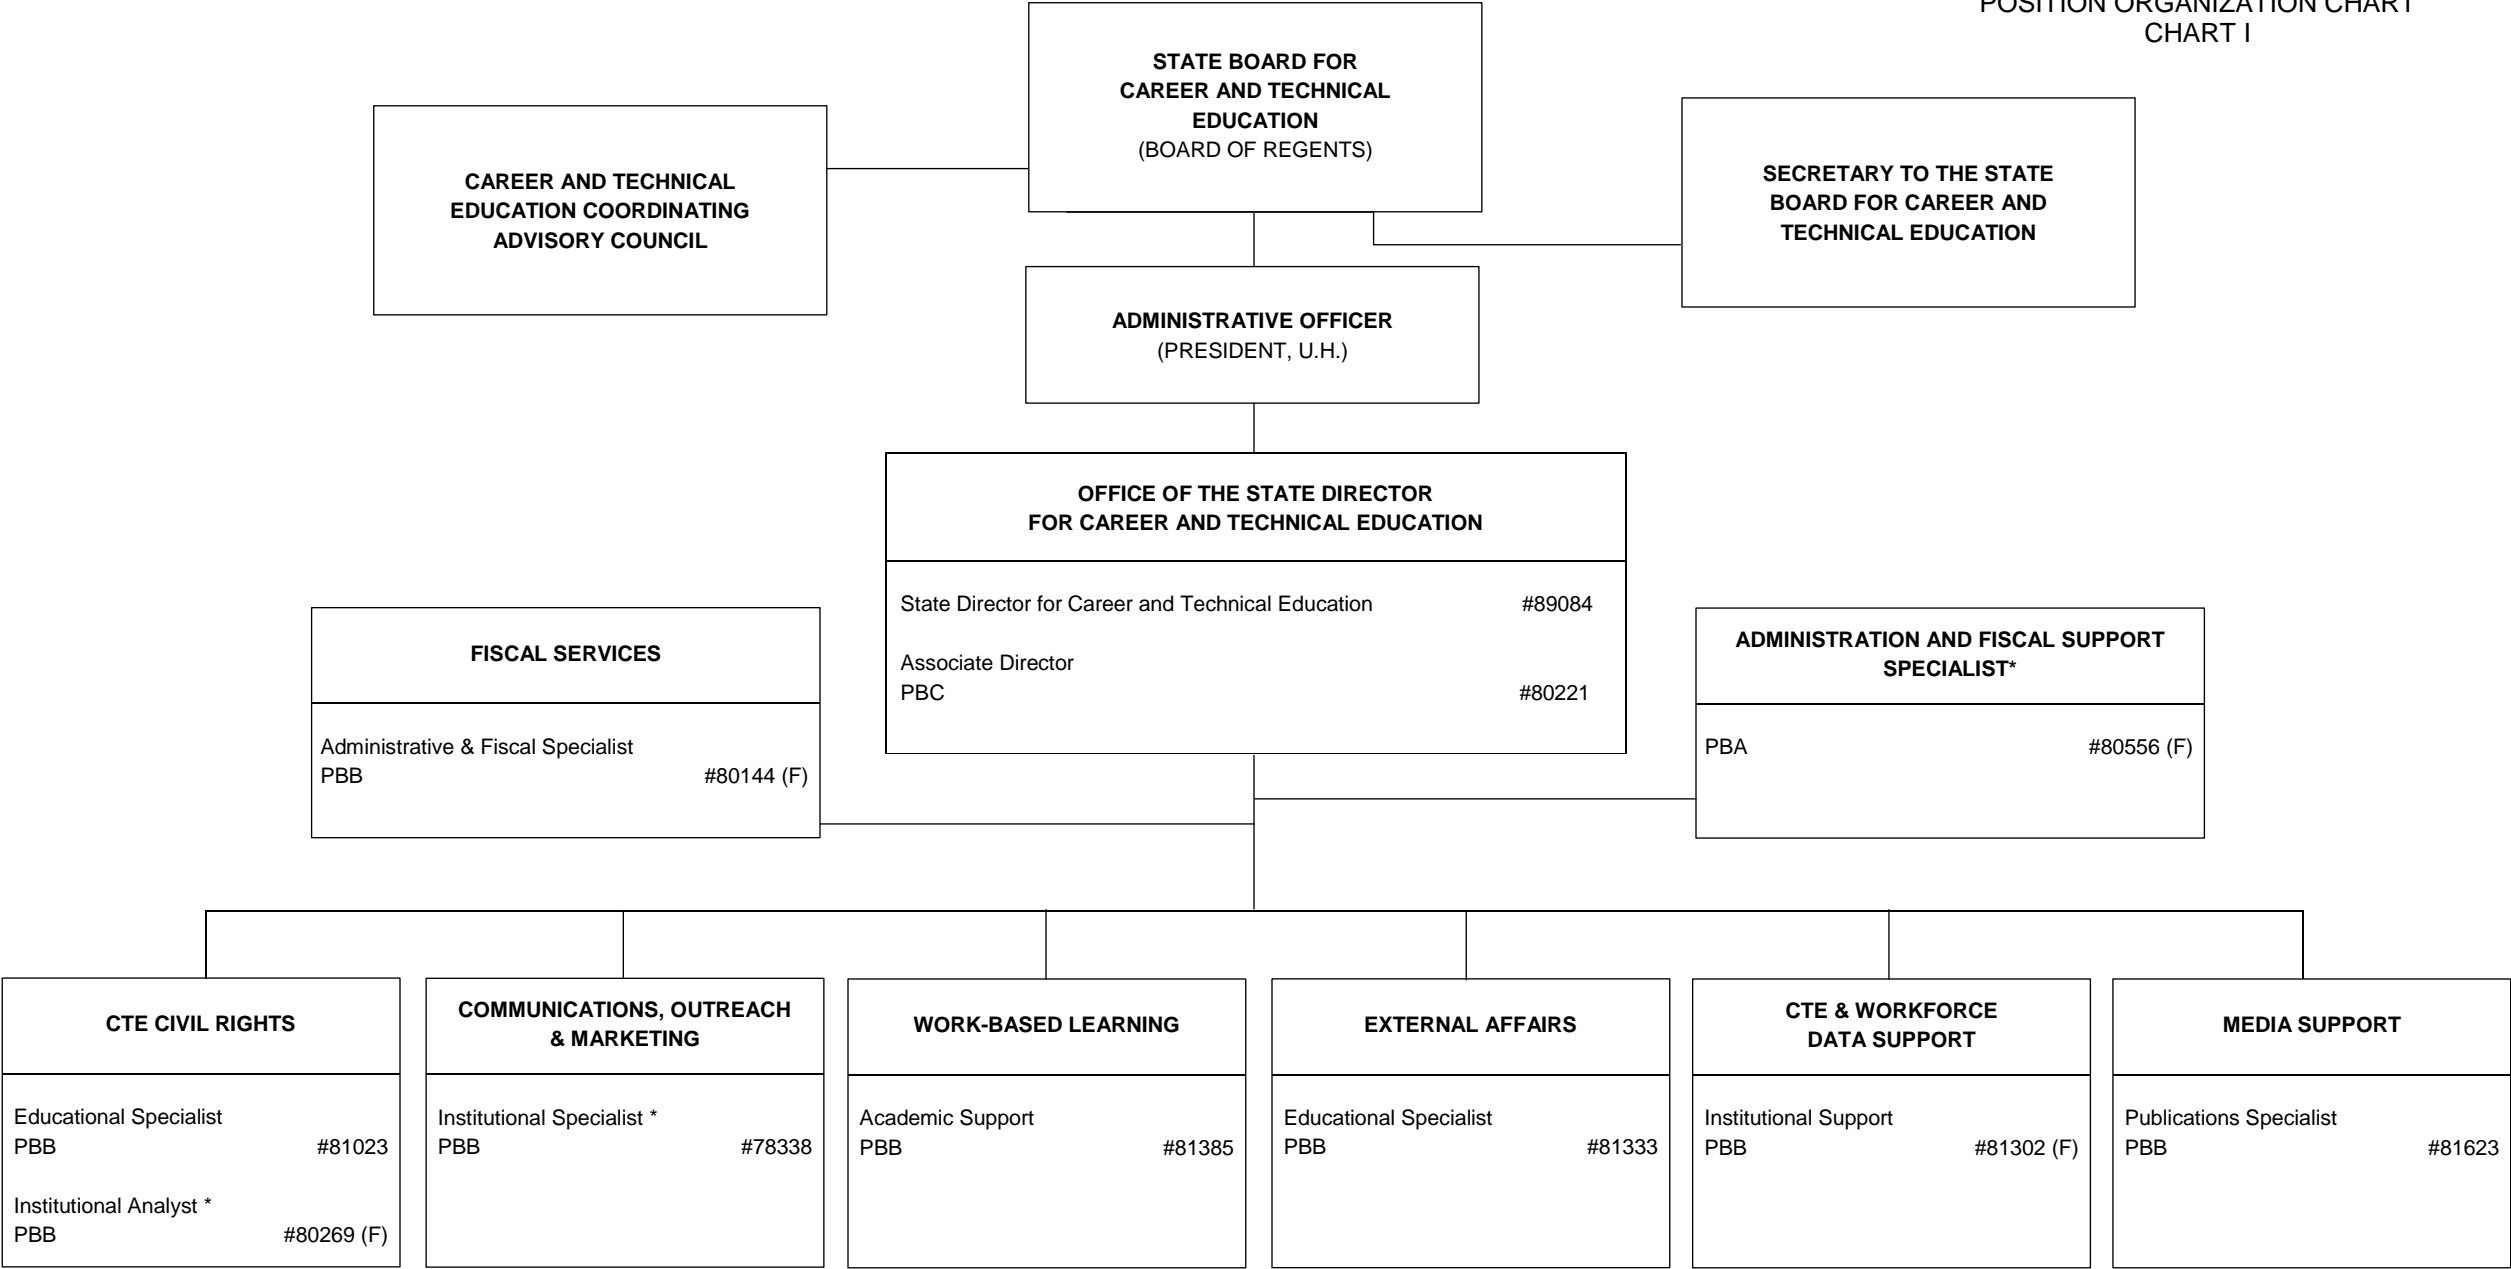 POSITION ORGANIZATION CHART
CHART I
STATE BOARD FOR
CAREER AND TECHNICAL
EDUCATION
(BOARD OF REGENTS)
CAREER AND TECHNICAL
EDUCATION COORDINATING
ADVISORY COUNCIL
SECRETARY TO THE STATE
BOARD FOR CAREER AND
TECHNICAL EDUCATION
ADMINISTRATIVE OFFICER
(PRESIDENT, U.H.)
OFFICE OF THE STATE DIRECTOR
FOR CAREER AND TECHNICAL EDUCATION
State Director for Career and Technical Education #89084
Associate Director
PBC #80221
FISCAL SERVICES
Administrative & Fiscal Specialist
PBB #80144 (F)
ADMINISTRATION AND FISCAL SUPPORT
SPECIALIST*
PBA #80556 (F)
CTE CIVIL RIGHTS
Educational Specialist
PBB #81023
Institutional Analyst *
PBB #80269 (F)
COMMUNICATIONS, OUTREACH
& MARKETING
Institutional Specialist *
PBB #78338
WORK-BASED LEARNING
Academic Support
PBB #81385
EXTERNAL AFFAIRS
Educational Specialist
PBB #81333
CTE & WORKFORCE
DATA SUPPORT
Institutional Support
PBB #81302 (F)
MEDIA SUPPORT
Publications Specialist
PBB #81623